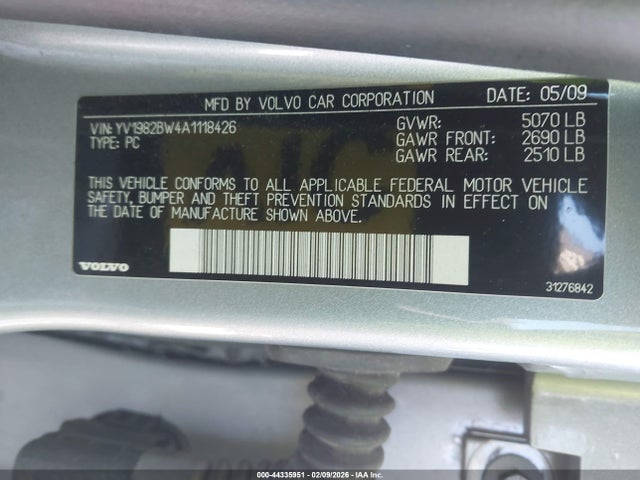 MFD BY VOLVO CAR CORPORATION DATE: 05/09
VIN: YV1982BW4A1118426 GVWR: 5070 LB
TYPE: PC GAWR FRONT: 2690 LB
GAWR REAR: 2510 LB
THIS VEHICLE CONFORMS TO ALL APPLICABLE FEDERAL MOTOR VEHICLE
SAFETY, BUMPER AND THEFT PREVENTION STANDARDS IN EFFECT ON
THE DATE OF MANUFACTURE SHOWN ABOVE.
VOLVO 31276842
000-44335951 - 02/09/2026 - IAA Inc.